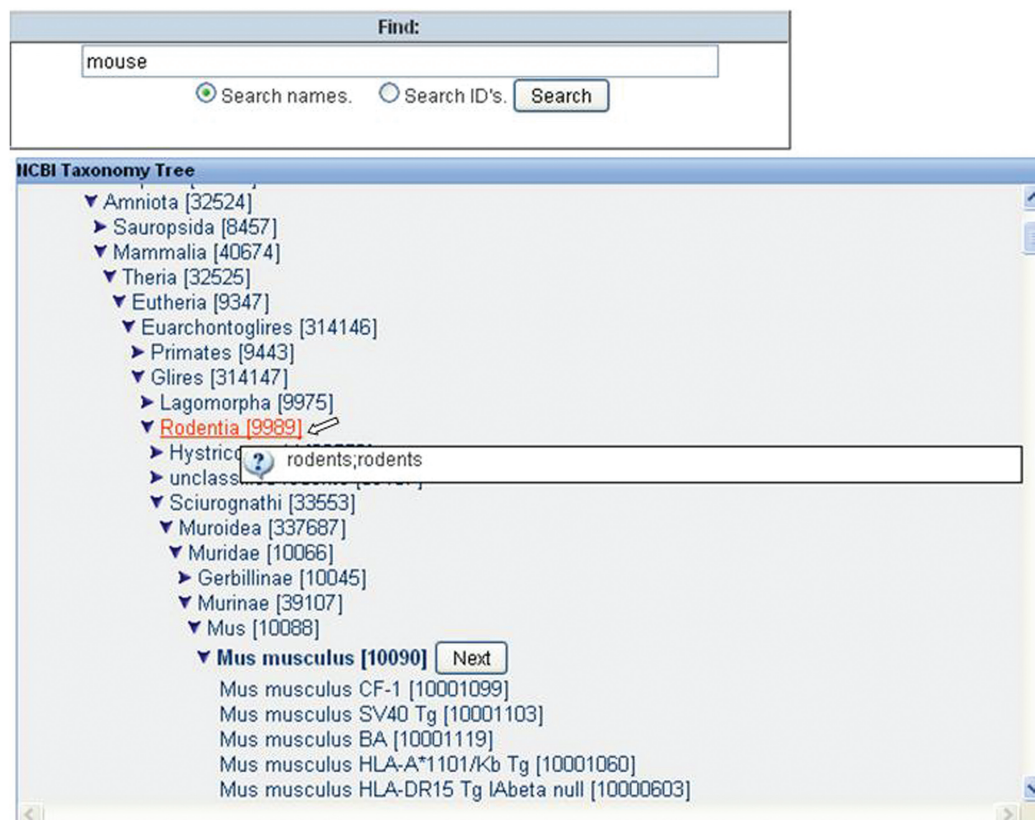 Find:
mouse
Search names. Search ID's. Search
NCBI Taxonomy Tree
Amniota [32524]
Sauropsida [8457]
Mammalia [40674]
Theria [32525]
Eutheria [9347]
Euarchontoglires [314146]
Primates [9443]
Glires [314147]
Lagomorpha [9975]
Rodentia [9989]
rodents;rodents
Sciurognathi [33553]
Muroidea [337687]
Muridae [10066]
Gerbillinae [10045]
Murinae [39107]
Mus [10088]
Mus musculus [10090] Next
Mus musculus CF-1 [10001099]
Mus musculus SV40 Tg [10001103]
Mus musculus BA [10001119]
Mus musculus HLA-A*1101/Kb Tg [10001060]
Mus musculus HLA-DR15 Tg IAbeta null [10000603]